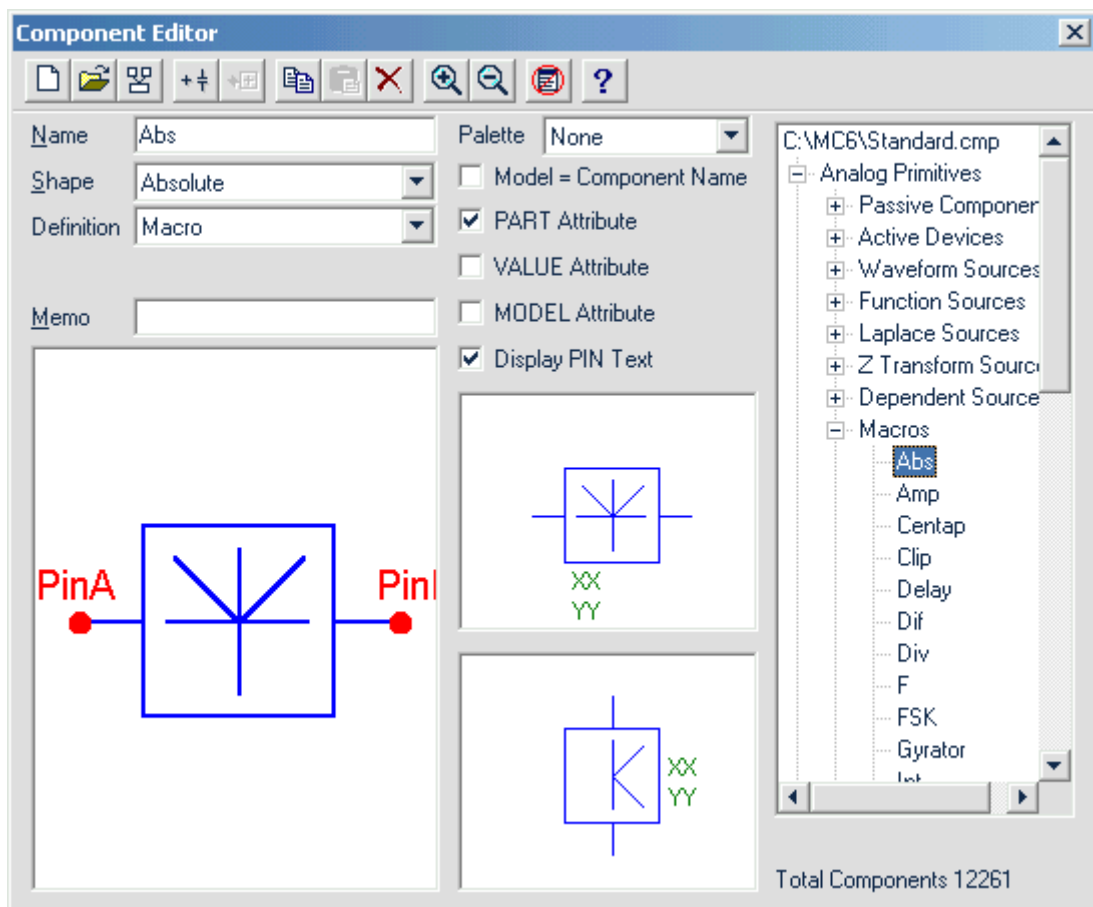 Component Editor
Name Abs
Shape Absolute
Definition Macro
Memo
Palette None
Model = Component Name
PART Attribute
VALUE Attribute
MODEL Attribute
Display PIN Text
PinA
XX
YY
XX
YY
C:\MC6\Standard.cmp
Analog Primitives
Passive Componen
Active Devices
Waveform Sources
Function Sources
Laplace Sources
Z Transform Sourc
Dependent Source
Macros
Abs
Amp
Centap
Clip
Delay
Dif
Div
F
FSK
Gyrator
Total Components 12261